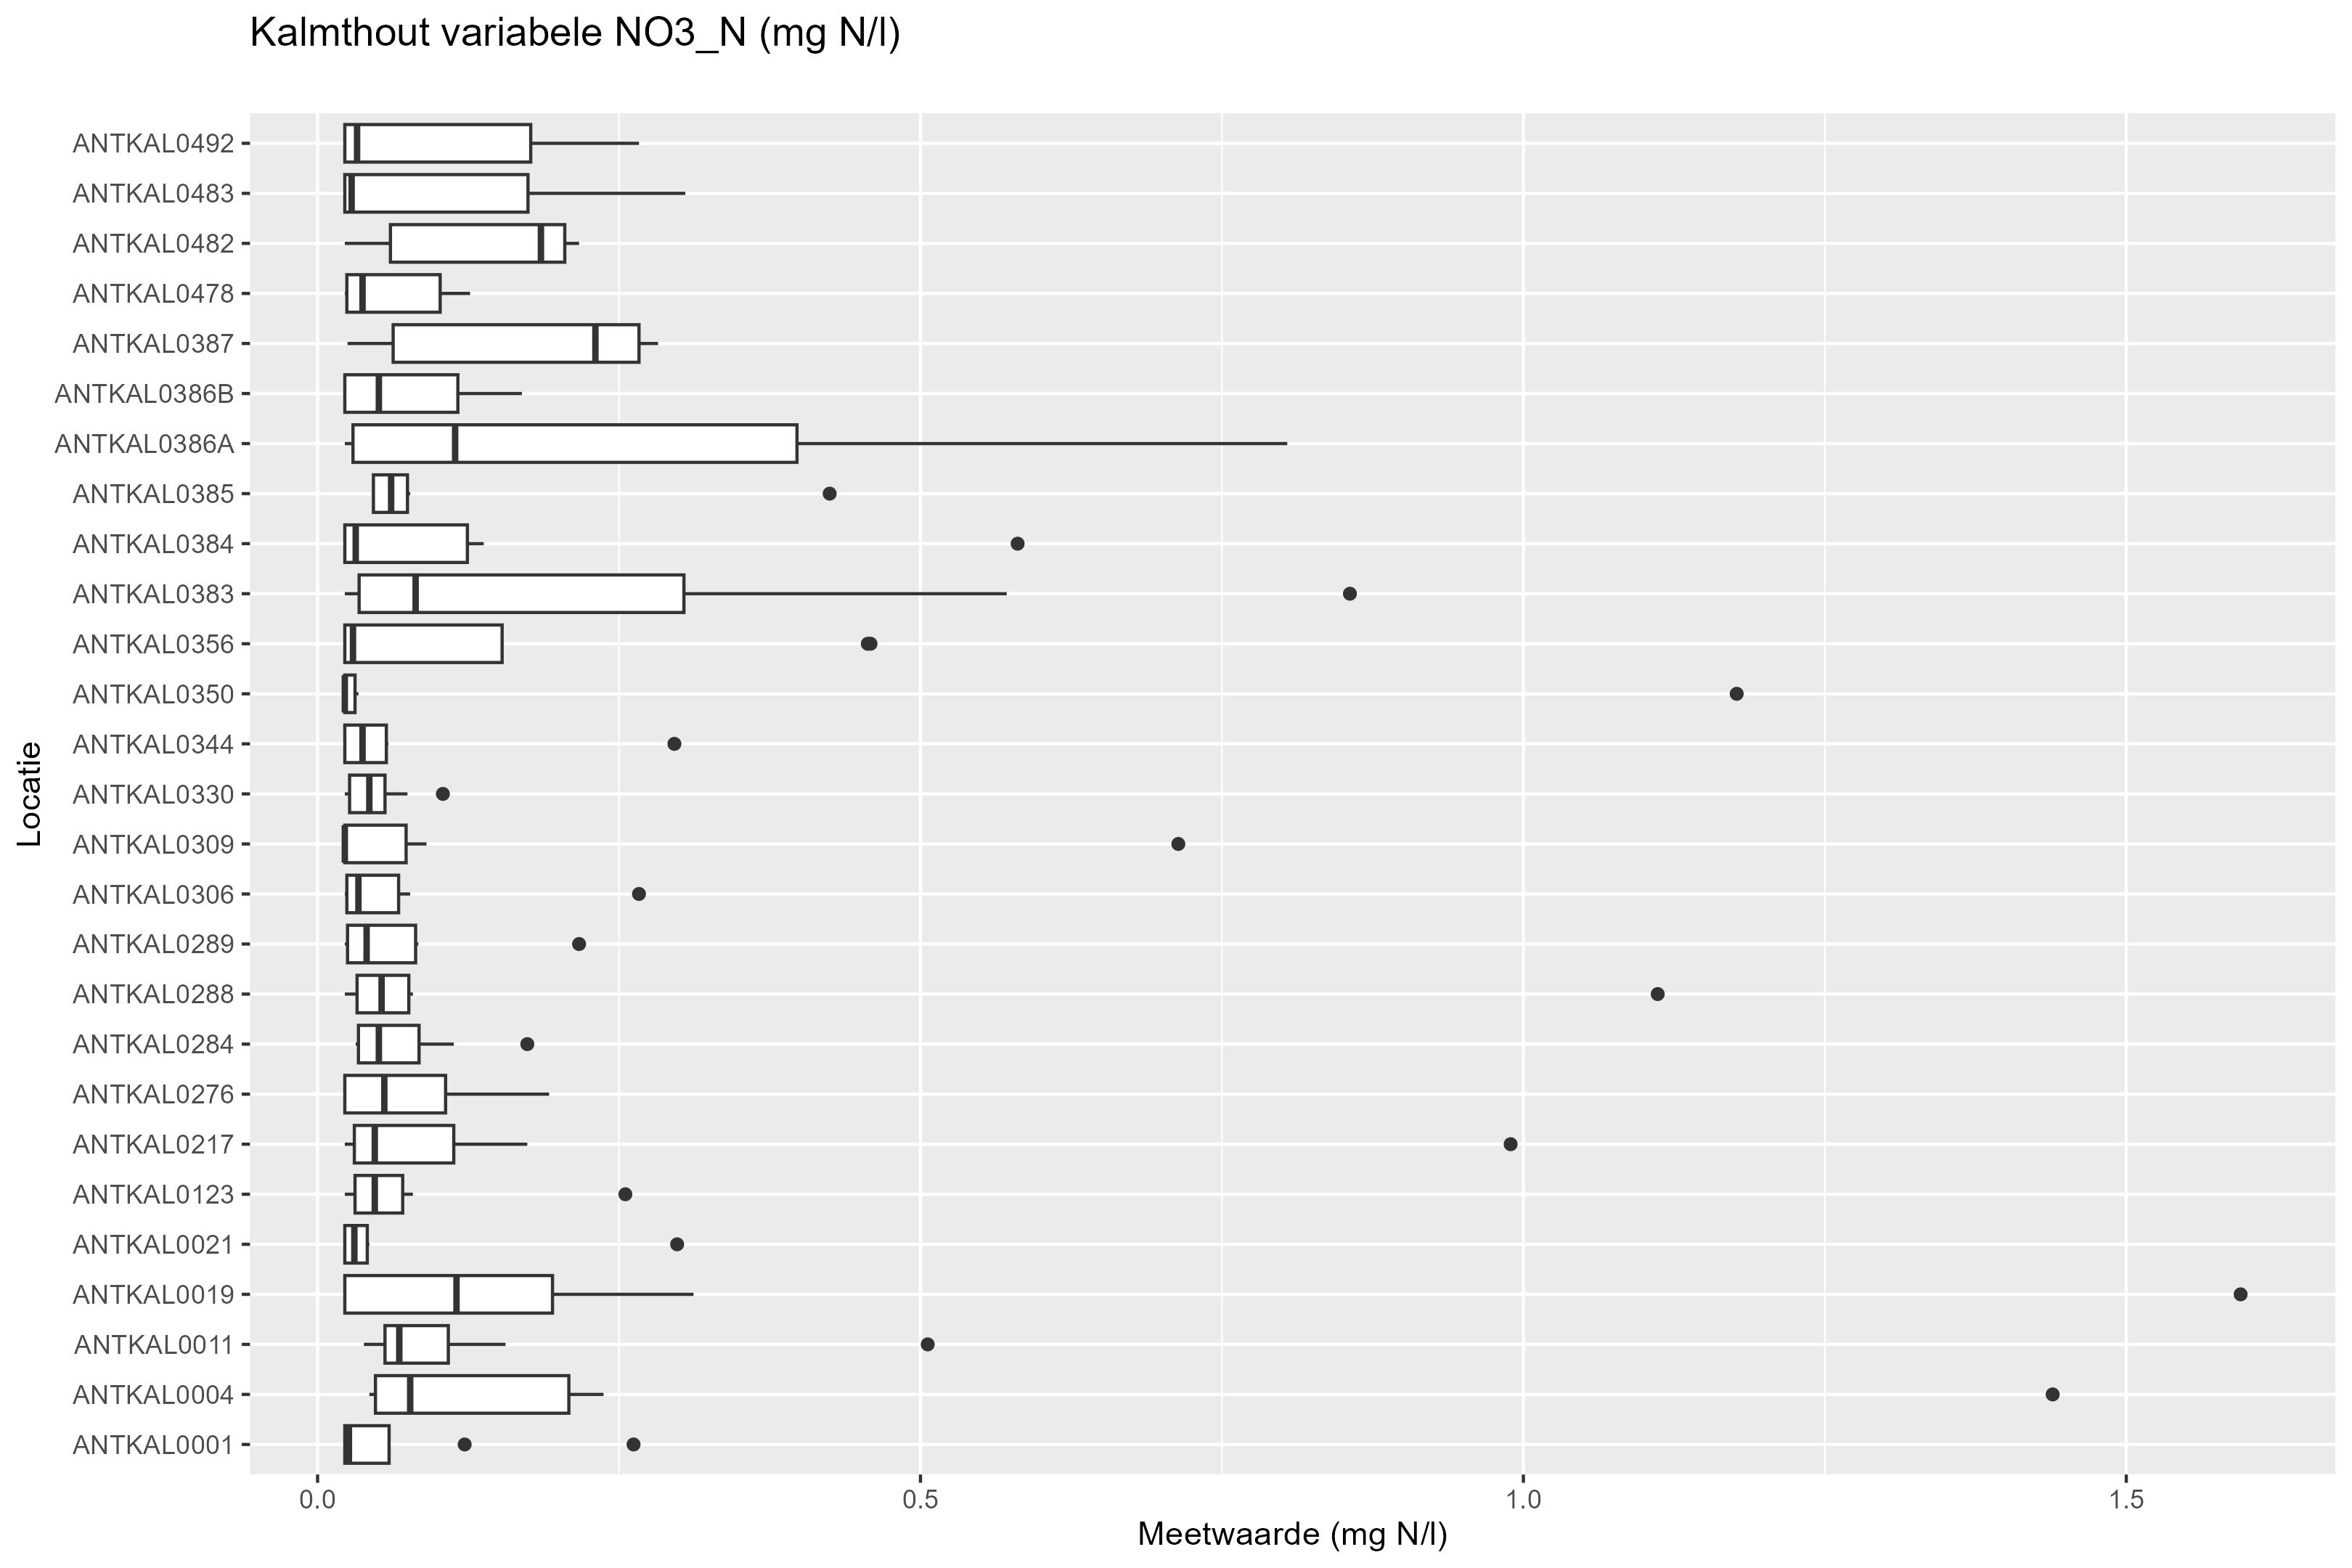 Kalmthout variabele NO3_N (mg N/l)
ANTKAL0492
ANTKAL0483
ANTKAL0482
ANTKAL0478
ANTKAL0387
ANTKAL0386B
ANTKAL0386A
ANTKAL0385
ANTKAL0384
ANTKAL0383
ANTKAL0356
ANTKAL0350
ANTKAL0344
ANTKAL0330
ANTKAL0309
ANTKAL0306
ANTKAL0289
ANTKAL0288
ANTKAL0284
ANTKAL0276
ANTKAL0217
ANTKAL0123
ANTKAL0021
ANTKAL0019
ANTKAL0011
ANTKAL0004
ANTKAL0001
Locatie
0.0 0.5 1.0 1.5
Meetwaarde (mg N/l)